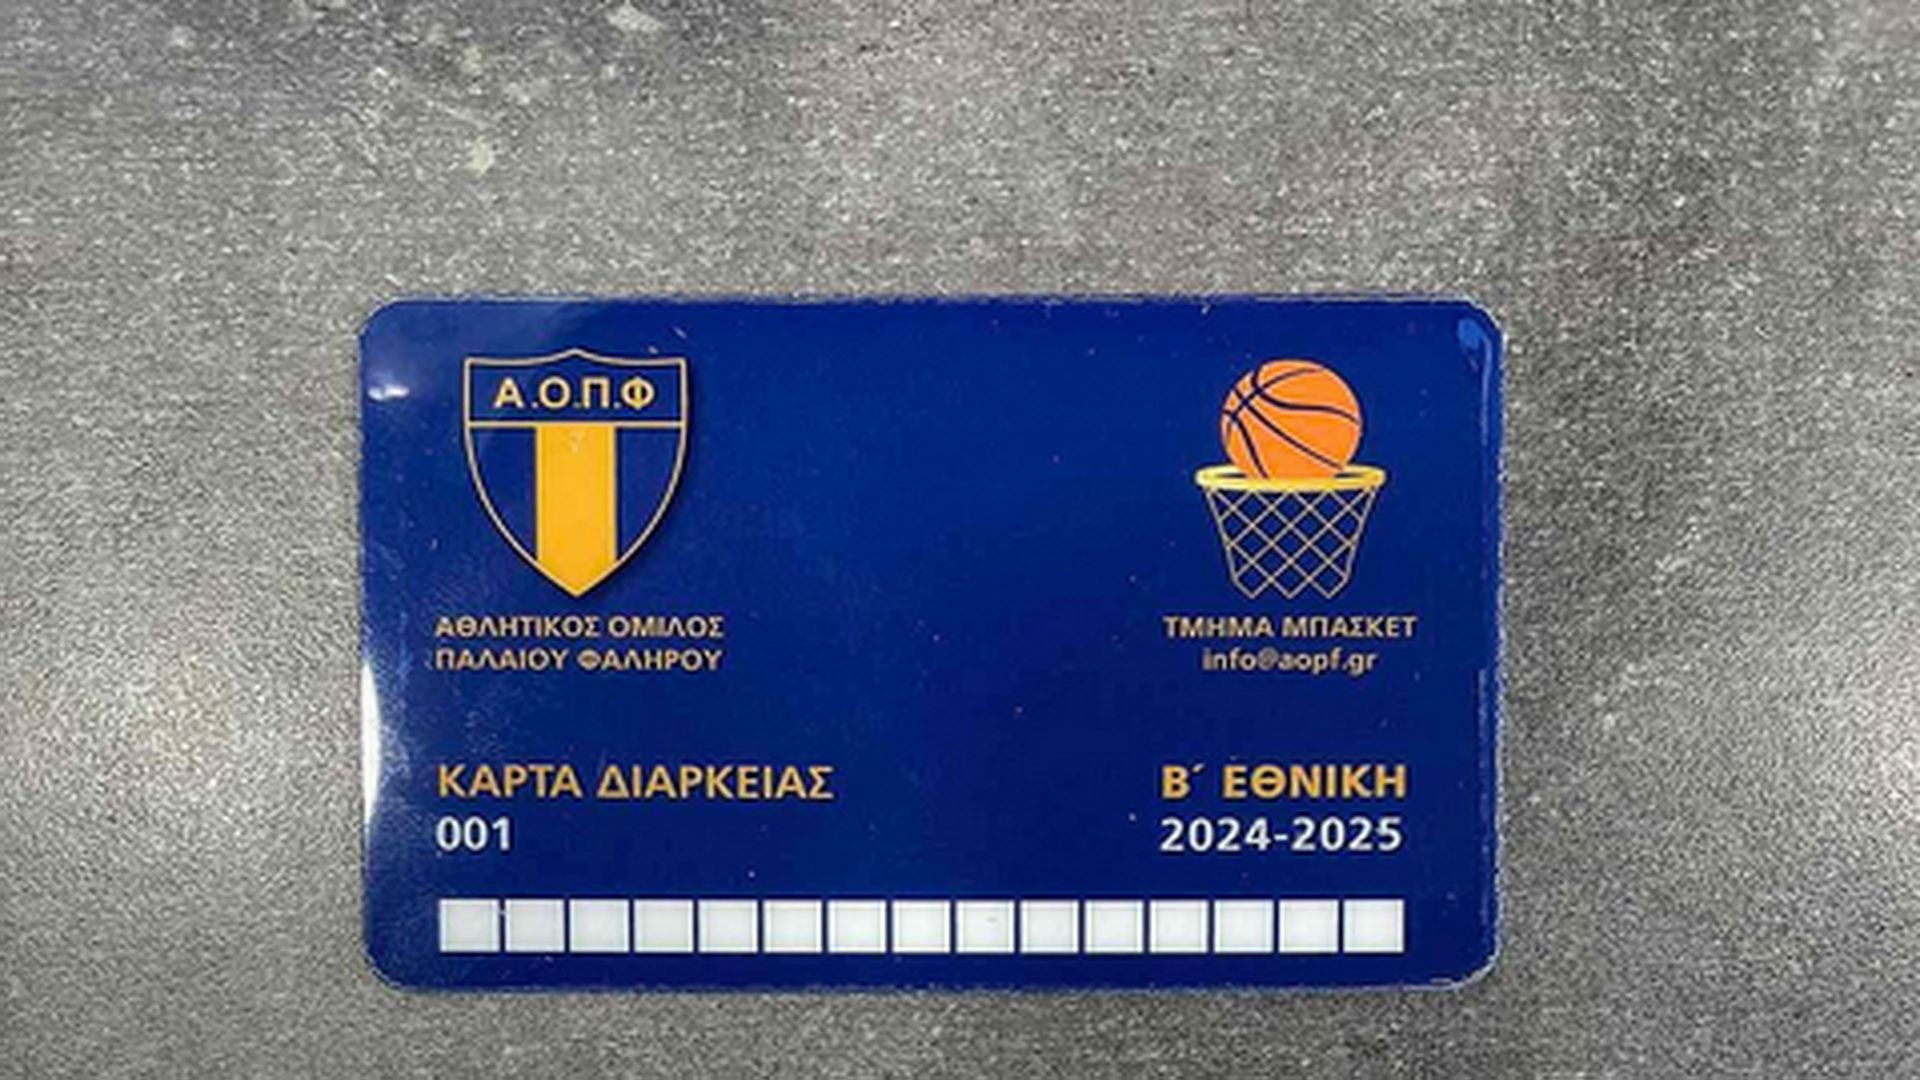 Α.Ο.Π.Φ
ΑΘΛΗΤΙΚΟΣ ΟΜΙΛΟΣ
ΠΑΛΑΙΟΥ ΦΑΛΗΡΟΥ
ΤΜΗΜΑ ΜΠΑΣΚΕΤ
info@aopf.gr
ΚΑΡΤΑ ΔΙΑΡΚΕΙΑΣ
001
Β΄ ΕΘΝΙΚΗ
2024-2025